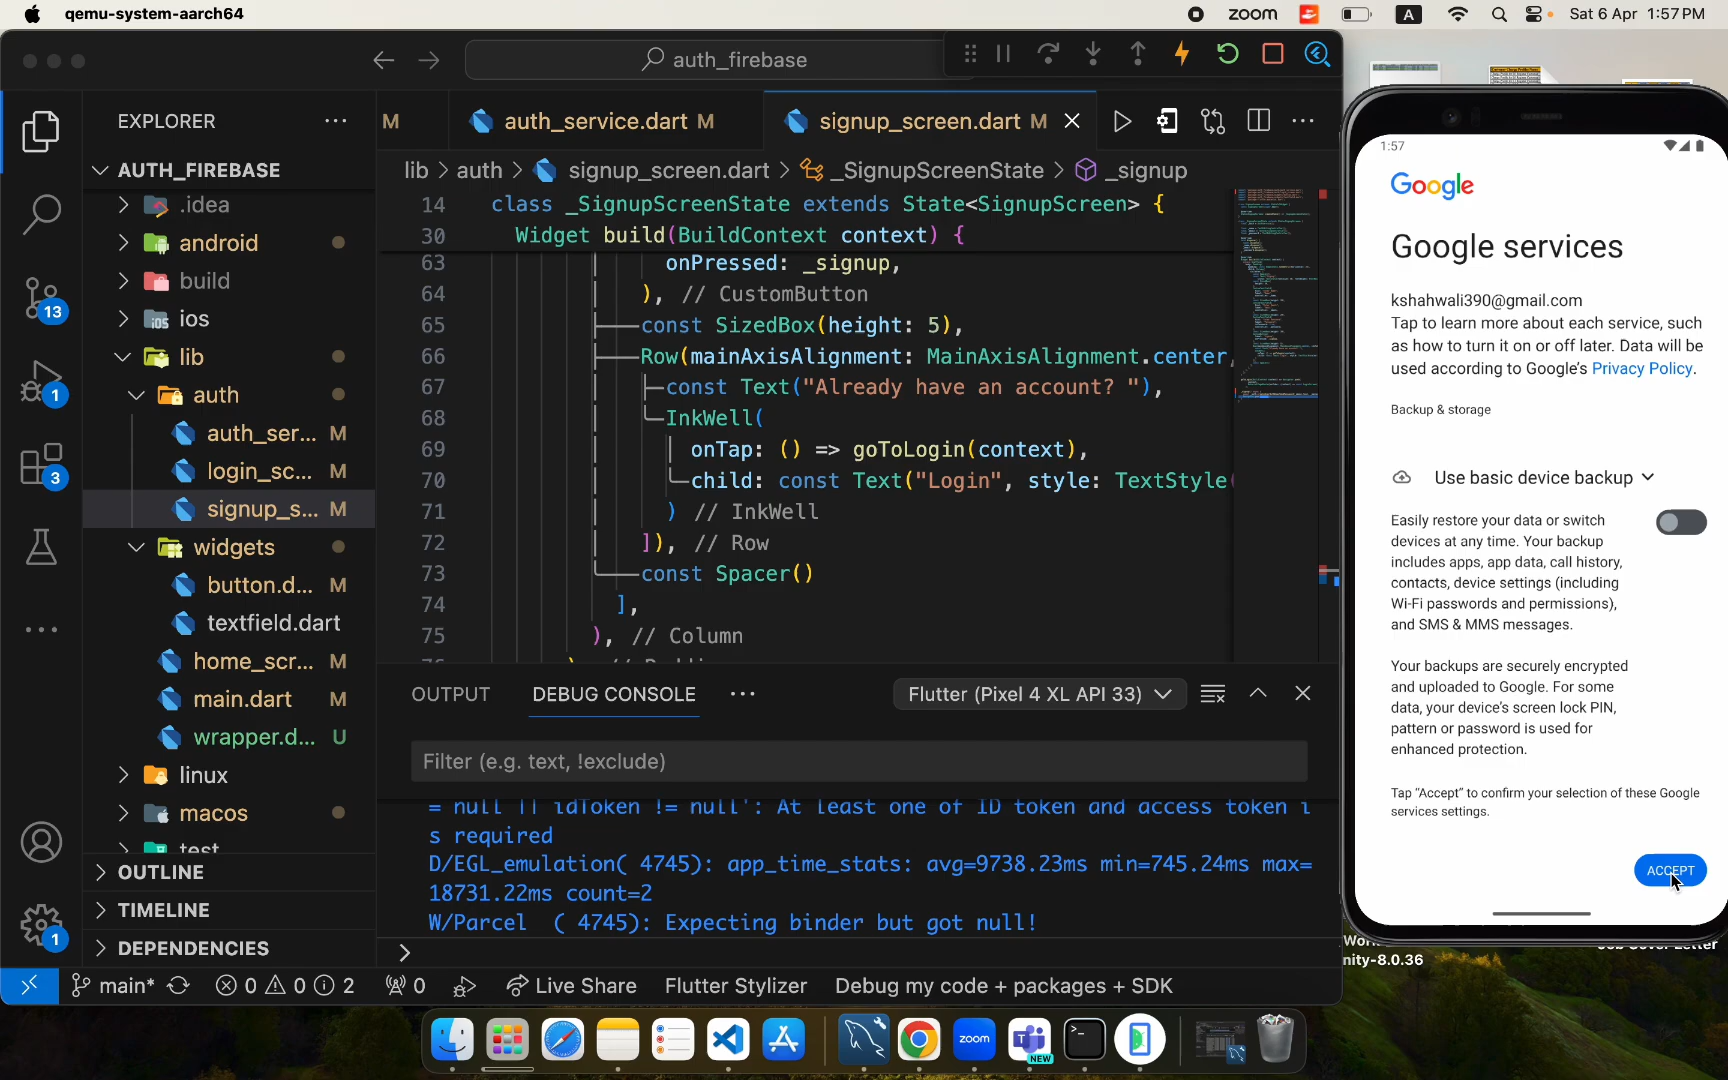 qemu-system-aarch64
zoom
A
Sat 6 Apr 1:57 PM
auth_firebase
EXPLORER
M
auth_service.dart M
signup_screen.dart M
lib > auth > signup_screen.dart > _SignupScreenState > _signup
AUTH_FIREBASE
.idea
android
build
ios
lib
auth
auth_ser... M
login_sc... M
signup_s... M
widgets
button.d... M
textfield.dart
home_scr... M
main.dart M
wrapper.d... U
linux
macos
test
OUTLINE
TIMELINE
DEPENDENCIES
13
1
3
1
14 class _SignupScreenState extends State<SignupScreen> {
30 Widget build(BuildContext context) {
63 onPressed: _signup,
64 ), // CustomButton
65 const SizedBox(height: 5),
66 Row(mainAxisAlignment: MainAxisAlignment.center,
67 const Text("Already have an account? "),
68 InkWell(
69 onTap: () => goToLogin(context),
70 child: const Text("Login", style: TextStyle(
71 ) // InkWell
72 ]), // Row
73 const Spacer()
74 ],
75 ), // Column
OUTPUT
DEBUG CONSOLE
Flutter (Pixel 4 XL API 33)
Filter (e.g. text, !exclude)
= null || idToken != null': At least one of ID token and access token i
s required
D/EGL_emulation( 4745): app_time_stats: avg=9738.23ms min=745.24ms max=
18731.22ms count=2
W/Parcel ( 4745): Expecting binder but got null!
>
main*
0 0 2
0
Live Share
Flutter Stylizer
Debug my code + packages + SDK
1:57
Google
Google services
kshahwali390@gmail.com
Tap to learn more about each service, such
as how to turn it on or off later. Data will be
used according to Google's Privacy Policy.
Backup & storage
Use basic device backup
Easily restore your data or switch
devices at any time. Your backup
includes apps, app data, call history,
contacts, device settings (including
Wi-Fi passwords and permissions),
and SMS & MMS messages.
Your backups are securely encrypted
and uploaded to Google. For some
data, your device's screen lock PIN,
pattern or password is used for
enhanced protection.
Tap "Accept" to confirm your selection of these Google
services settings.
ACCEPT
nity-8.0.36
zoom
NEW